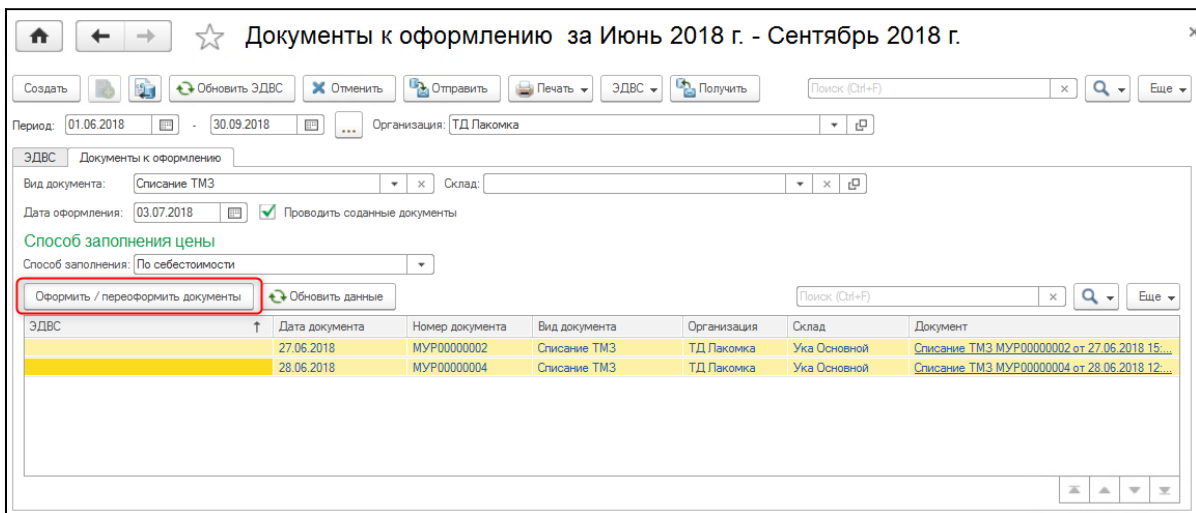 Документы к оформлению за Июнь 2018 г. - Сентябрь 2018 г.
Создать Обновить ЭДВС Отменить Отправить Печать ЭДВС Получить Поиск (Ctrl+F) Еще
Период: 01.06.2018 - 30.09.2018 ... Организация: ТД Лакомка
ЭДВС Документы к оформлению
Вид документа: Списание ТМЗ Склад:
Дата оформления: 03.07.2018 Проводить соданные документы
Способ заполнения цены
Способ заполнения: По себестоимости
Оформить / переоформить документы Обновить данные Поиск (Ctrl+F) Еще
ЭДВС Дата документа Номер документа Вид документа Организация Склад Документ
27.06.2018 МУР00000002 Списание ТМЗ ТД Лакомка Ука Основной Списание ТМЗ МУР00000002 от 27.06.2018 15:...
28.06.2018 МУР00000004 Списание ТМЗ ТД Лакомка Ука Основной Списание ТМЗ МУР00000004 от 28.06.2018 12:...